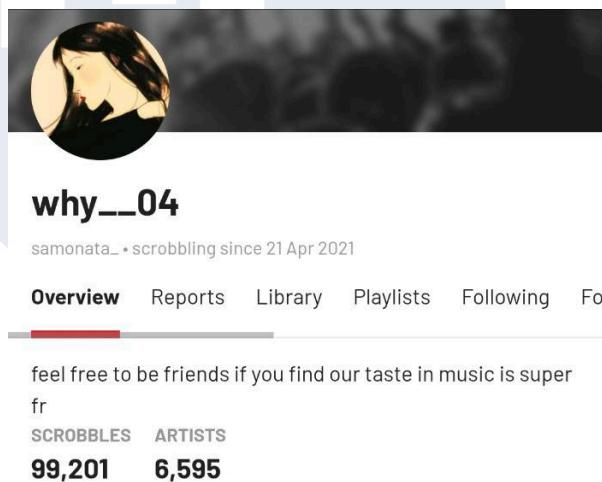 why__04
samonata_ • scrobbling since 21 Apr 2021
Overview Reports Library Playlists Following Fo
feel free to be friends if you find our taste in music is super
fr
SCROBBLES ARTISTS
99,201 6,595